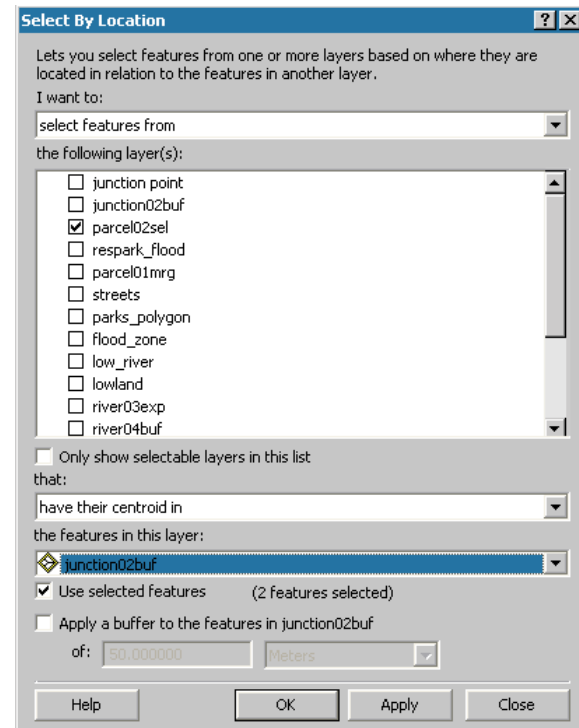 Select By Location
Lets you select features from one or more layers based on where they are
located in relation to the features in another layer.
I want to:
select features from
the following layer(s):
junction point
junction02buf
parcel02sel
respark_flood
parcel01mrg
streets
parks_polygon
flood_zone
low_river
lowland
river03exp
river04buf
Only show selectable layers in this list
that:
have their centroid in
the features in this layer:
junction02buf
Use selected features (2 features selected)
Apply a buffer to the features in junction02buf
of: 50.000000 Meters
Help OK Apply Close